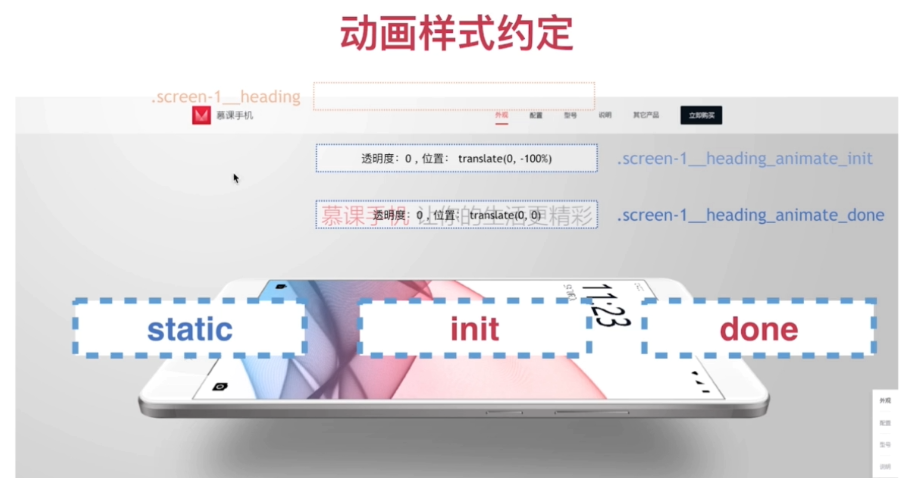 动画样式约定
.screen-1__heading
慕课手机
外观 配置 型号 说明 其它产品 立即购买
透明度：0，位置： translate(0, -100%)
.screen-1__heading_animate_init
慕课手机 让你的生活更精彩
透明度：0，位置： translate(0, 0)
.screen-1__heading_animate_done
static
init
done
11:23
外观
配置
型号
说明